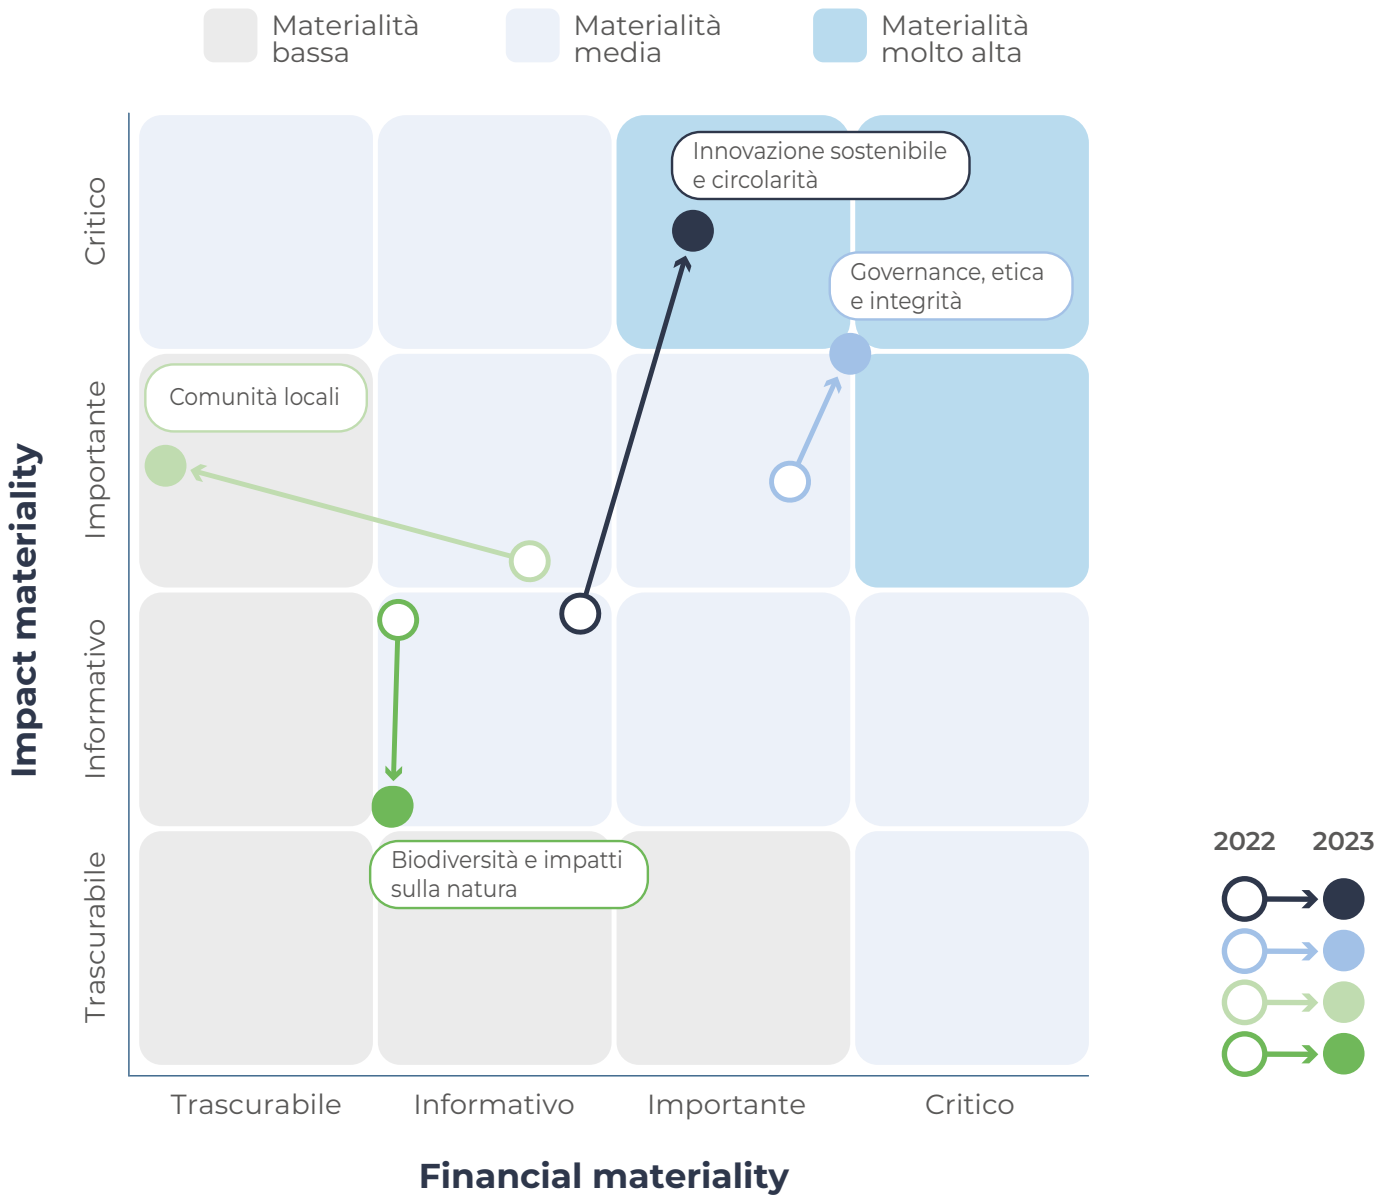 Materialità
bassa
Materialità
media
Materialità
molto alta
Impact materiality
Critico
Importante
Informativo
Trascurabile
Innovazione sostenibile
e circolarità
Governance, etica
e integrità
Comunità locali
Biodiversità e impatti
sulla natura
2022 2023
Trascurabile Informativo Importante Critico
Financial materiality